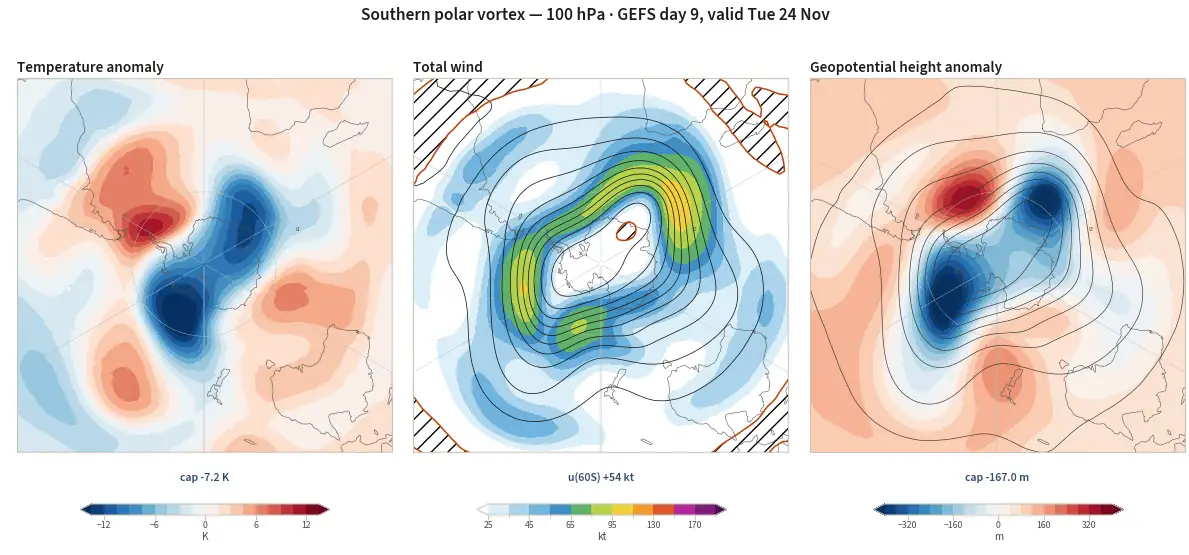 Southern polar vortex — 100 hPa · GEFS day 9, valid Tue 24 Nov
Temperature anomaly
Total wind
Geopotential height anomaly
cap -7.2 K
u(60S) +54 kt
cap -167.0 m
−12 −6 0 6 12
K
25 45 65 95 130 170
kt
−320 −160 0 160 320
m